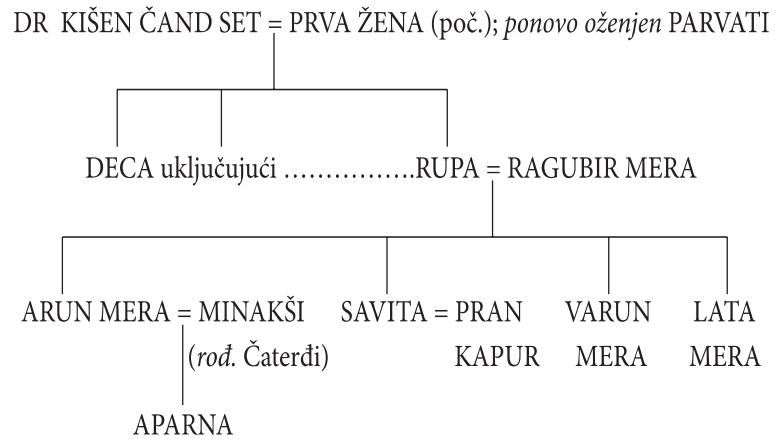 DR KIŠEN ČAND SET = PRVA ŽENA (poč.); ponovo oženjen PARVATI
DECA uključujući ................RUPA = RAGUBIR MERA
ARUN MERA = MINAKŠI SAVITA = PRAN VARUN LATA
(rođ. Čaterđi) KAPUR MERA MERA
APARNA